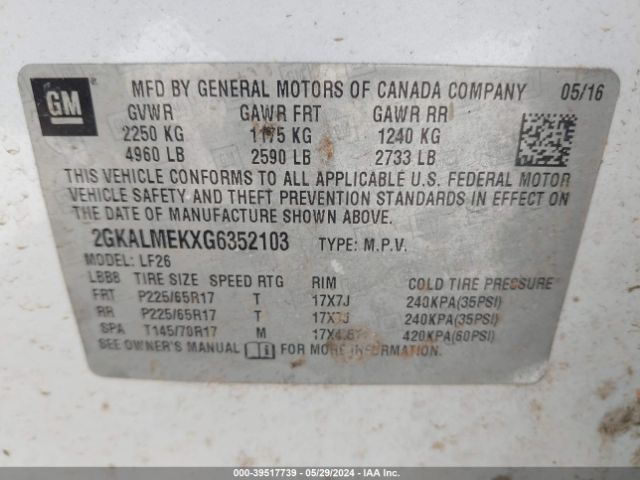 GM
MFD BY GENERAL MOTORS OF CANADA COMPANY 05/16
GVWR GAWR FRT GAWR RR
2250 KG 1175 KG 1240 KG
4960 LB 2590 LB 2733 LB
THIS VEHICLE CONFORMS TO ALL APPLICABLE U.S. FEDERAL MOTOR
VEHICLE SAFETY AND THEFT PREVENTION STANDARDS IN EFFECT ON
THE DATE OF MANUFACTURE SHOWN ABOVE.
2GKALMEKXG6352103 TYPE: M.P.V.
MODEL: LF26
LBB8 TIRE SIZE SPEED RTG RIM COLD TIRE PRESSURE
FRT P225/65R17 T 17X7J 240KPA(35PSI)
RR P225/65R17 T 17X7J 240KPA(35PSI)
SPA T145/70R17 M 420KPA(60PSI)
SEE OWNER'S MANUAL FOR MORE INFORMATION.
000-39517739 - 05/29/2024 - IAA Inc.